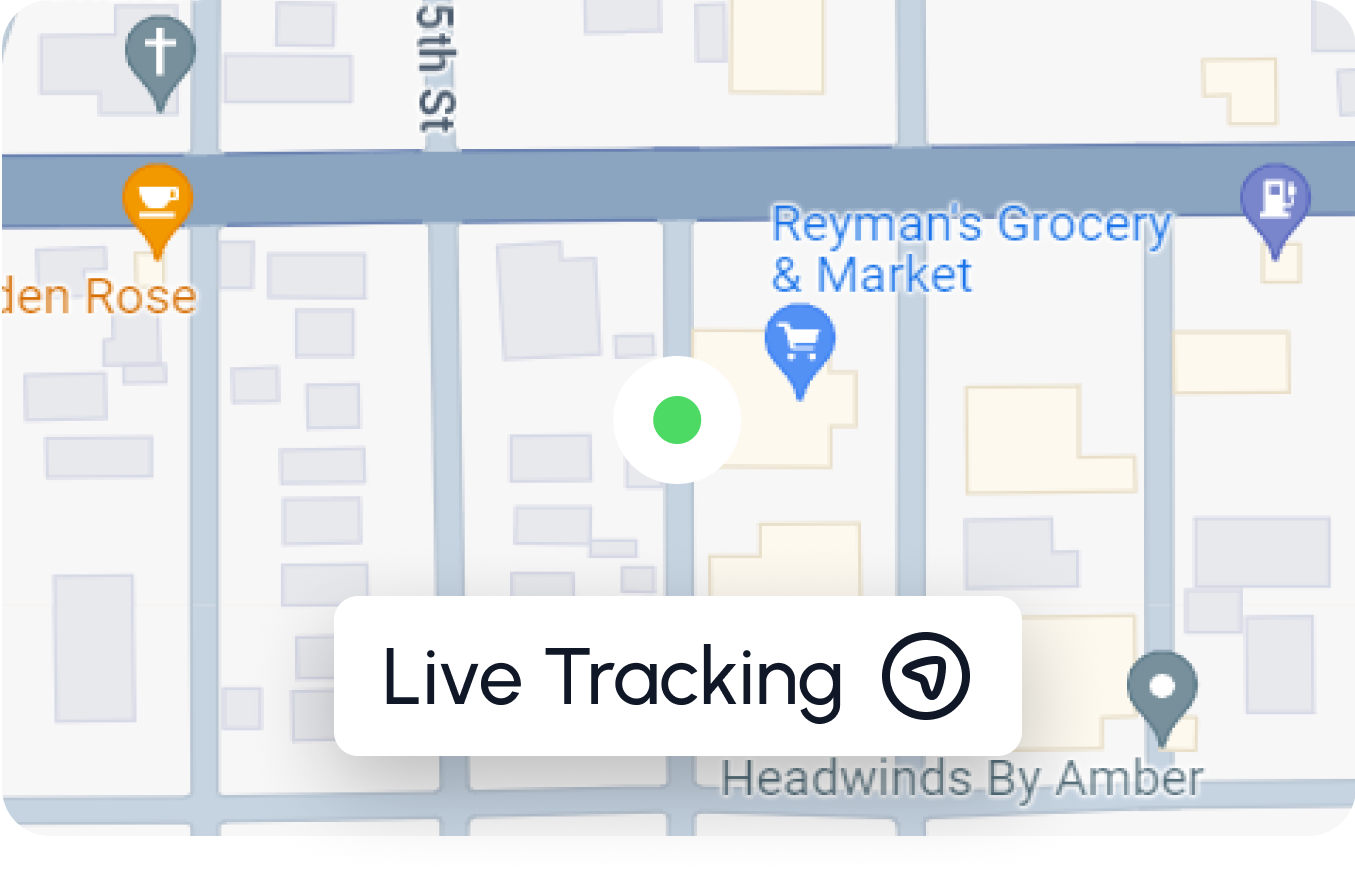 5th St
Reyman's Grocery
& Market
den Rose
Live Tracking
Headwinds By Amber